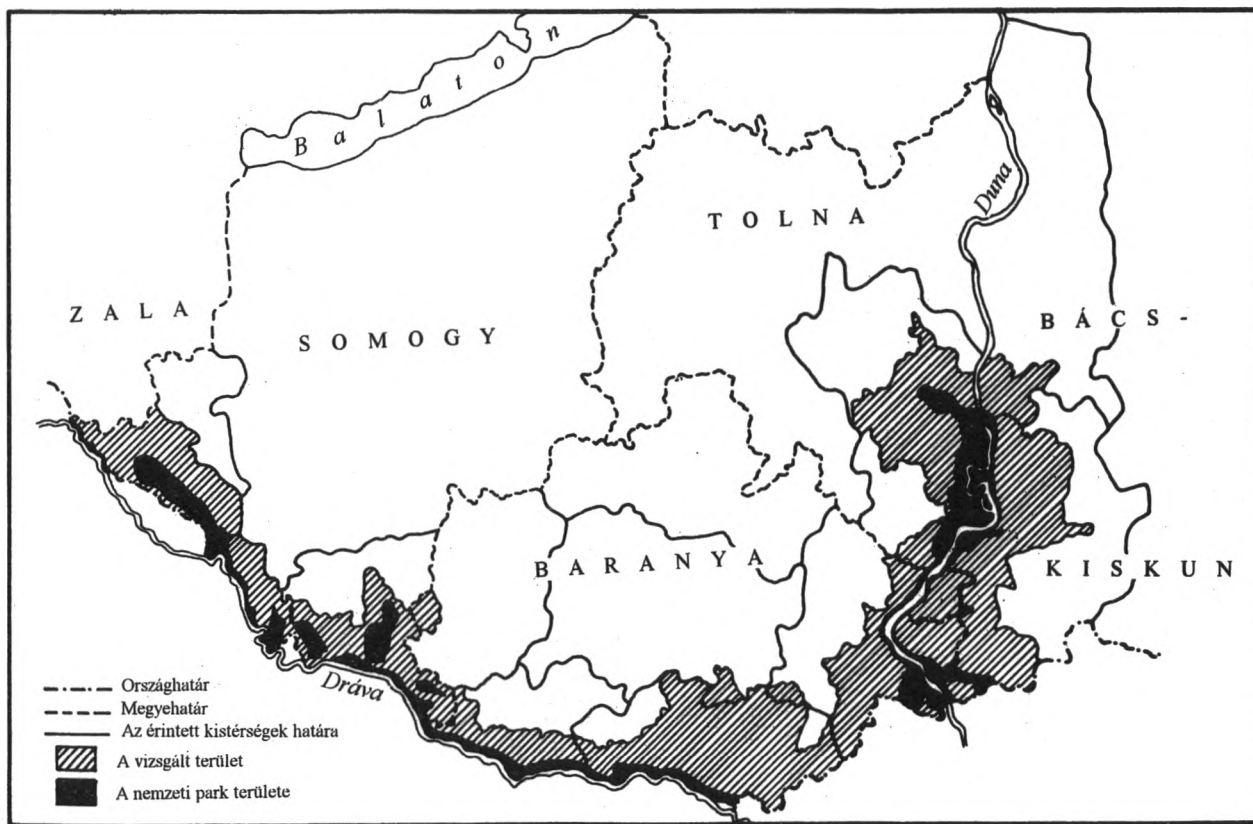 Balaton
Duna
TOLNA
ZALA
SOMOGY
BÁCS-
BARANYA
KISKUN
Dráva
Országhatár
Megyehatár
Az érintett kistérségek határa
A vizsgált terület
A nemzeti park területe